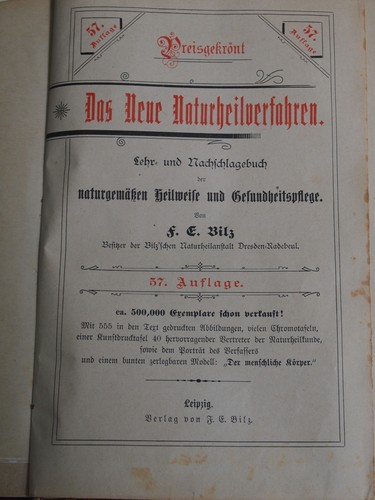 57. Auflage
57. Auflage
Preisgekrönt
Das Neue Naturheilverfahren.
Lehr- und Nachschlagebuch
der
naturgemäßen Heilweise und Gesundheitspflege.
Von
F. E. Bilz
Besitzer der Bilz'schen Naturheilanstalt Dresden-Radebeul.
57. Auflage.
ca. 500,000 Exemplare schon verkauft!
Mit 555 in den Text gedruckten Abbildungen, vielen Chromotafeln,
einer Kunstdrucktafel 40 hervorragender Vertreter der Naturheilkunde,
sowie dem Porträt des Verfassers
und einem bunten zerlegbaren Modell: „Der menschliche Körper."
Leipzig.
Verlag von F. E. Bilz.